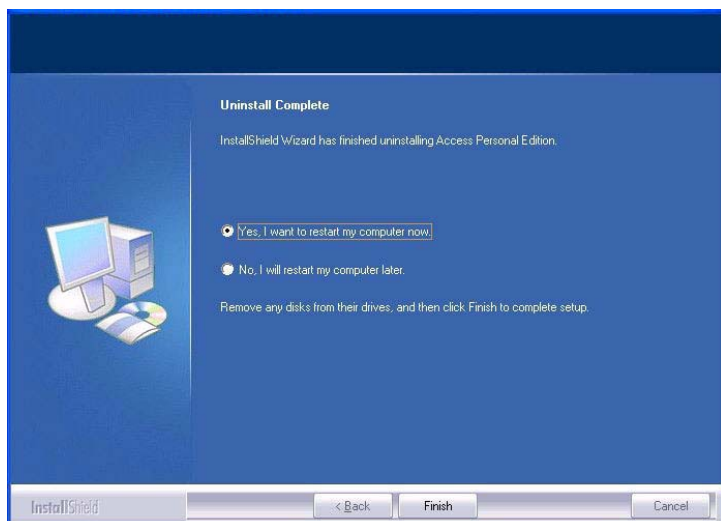 Uninstall Complete
InstallShield Wizard has finished uninstalling Access Personal Edition.
Yes, I want to restart my computer now.
No, I will restart my computer later.
Remove any disks from their drives, and then click Finish to complete setup.
InstallShield
< Back
Finish
Cancel